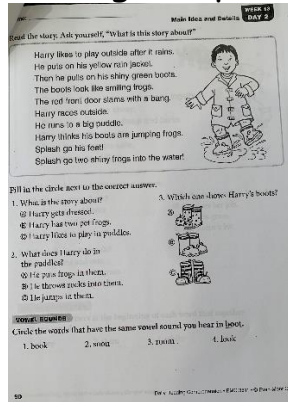 WEEK 13
Main Idea and Details DAY 2
Read the story. Ask yourself, "What is this story about?"
Harry likes to play outside after it rains.
He puts on his yellow rain jacket.
Then he pulls on his shiny green boots.
The boots look like smiling frogs.
The red front door slams with a bang.
Harry races outside.
He runs to a big puddle.
Harry thinks his boots are jumping frogs.
Splash go his feet!
Splash go two shiny frogs into the water!
Fill in the circle next to the correct answer.
1. What is the story about?
Harry gets dressed.
Harry has two pet frogs.
Harry likes to play in puddles.
2. What does Harry do in
the puddles?
He puts frogs in them.
He throws rocks into them.
He jumps in them.
3. Which one shows Harry's boots?
VOWEL SOUNDS
Circle the words that have the same vowel sound you hear in boot.
1. book 2. soon 3. room 4. look